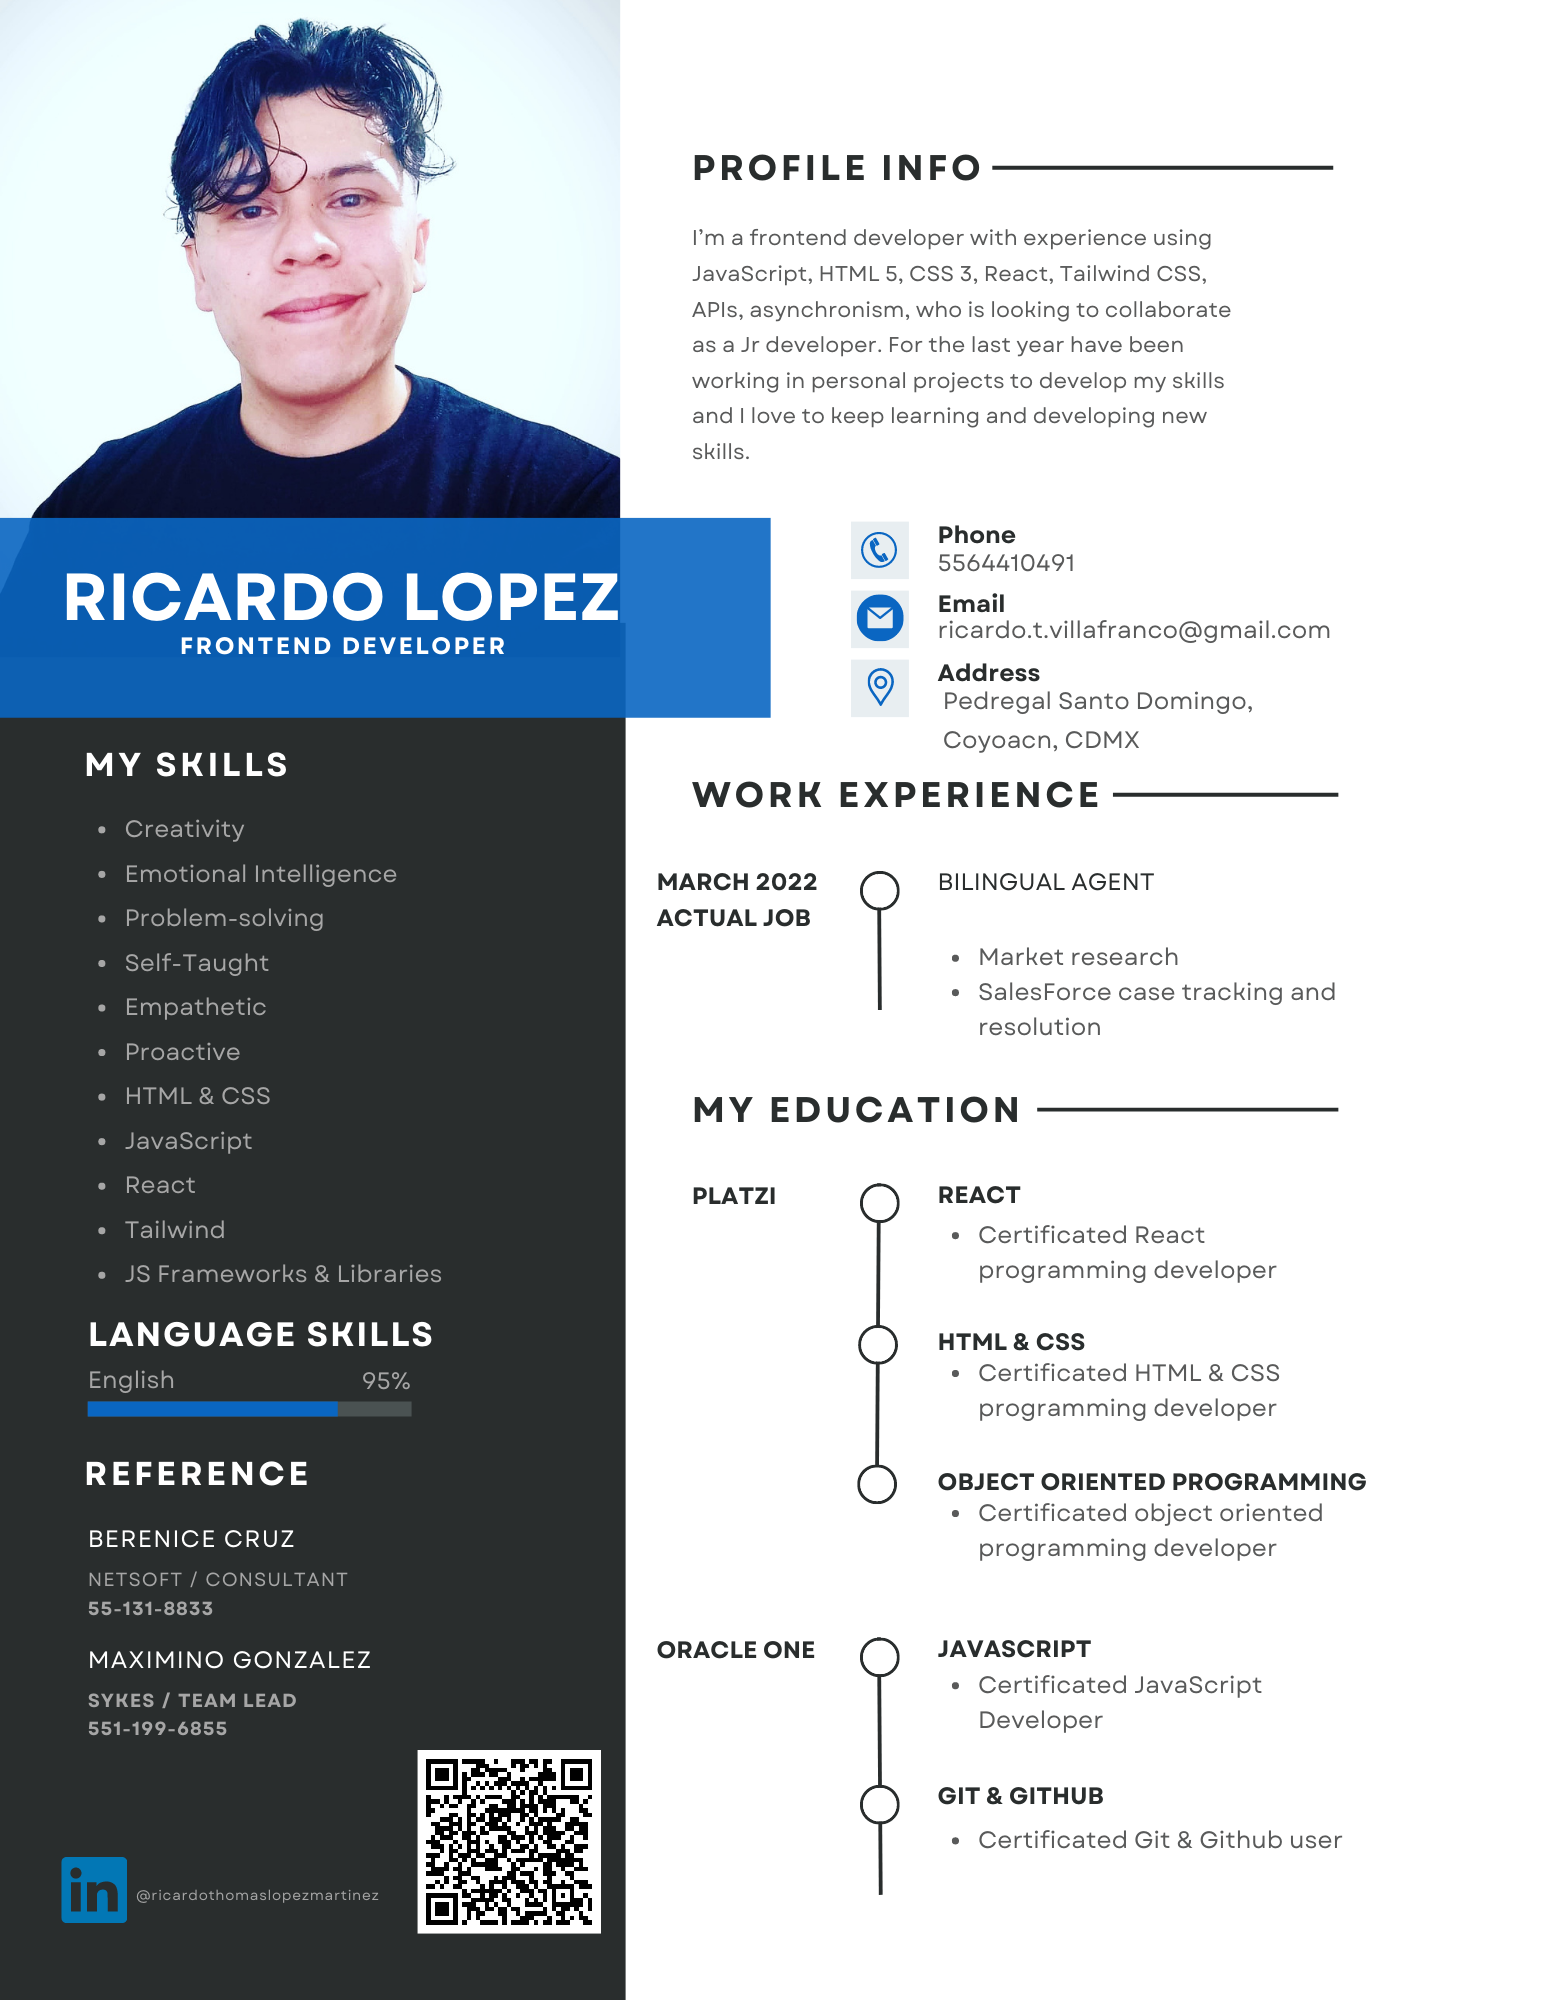 RICARDO LOPEZ
FRONTEND DEVELOPER
MY SKILLS
Creativity
Emotional Intelligence
Problem-solving
Self-Taught
Empathetic
Proactive
HTML & CSS
JavaScript
React
Tailwind
JS Frameworks & Libraries
LANGUAGE SKILLS
English 95%
REFERENCE
BERENICE CRUZ
NETSOFT / CONSULTANT
55-131-8833
MAXIMINO GONZALEZ
SYKES / TEAM LEAD
551-199-6855
in @ricardothomaslopezmartinez
PROFILE INFO
I’m a frontend developer with experience using
JavaScript, HTML 5, CSS 3, React, Tailwind CSS,
APIs, asynchronism, who is looking to collaborate
as a Jr developer. For the last year have been
working in personal projects to develop my skills
and I love to keep learning and developing new
skills.
Phone
5564410491
Email
ricardo.t.villafranco@gmail.com
Address
Pedregal Santo Domingo,
Coyoacn, CDMX
WORK EXPERIENCE
MARCH 2022
ACTUAL JOB
BILINGUAL AGENT
Market research
SalesForce case tracking and
resolution
MY EDUCATION
PLATZI
REACT
Certificated React
programming developer
HTML & CSS
Certificated HTML & CSS
programming developer
OBJECT ORIENTED PROGRAMMING
Certificated object oriented
programming developer
ORACLE ONE
JAVASCRIPT
Certificated JavaScript
Developer
GIT & GITHUB
Certificated Git & Github user